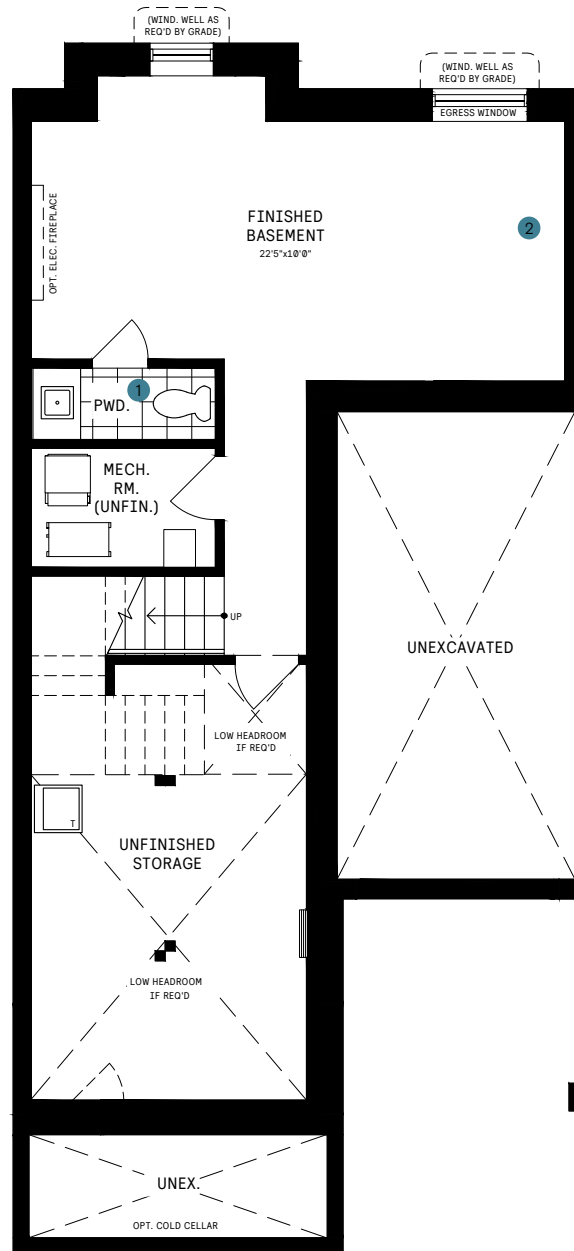 (WIND. WELL AS
REQ'D BY GRADE)
(WIND. WELL AS
REQ'D BY GRADE)
EGRESS WINDOW
OPT. ELEC. FIREPLACE
FINISHED
BASEMENT
22'5"x10'0"
2
1
PWD.
MECH.
RM.
(UNFIN.)
UP
UNEXCAVATED
LOW HEADROOM
IF REQ'D
T
UNFINISHED
STORAGE
LOW HEADROOM
IF REQ'D
UNEX.
OPT. COLD CELLAR